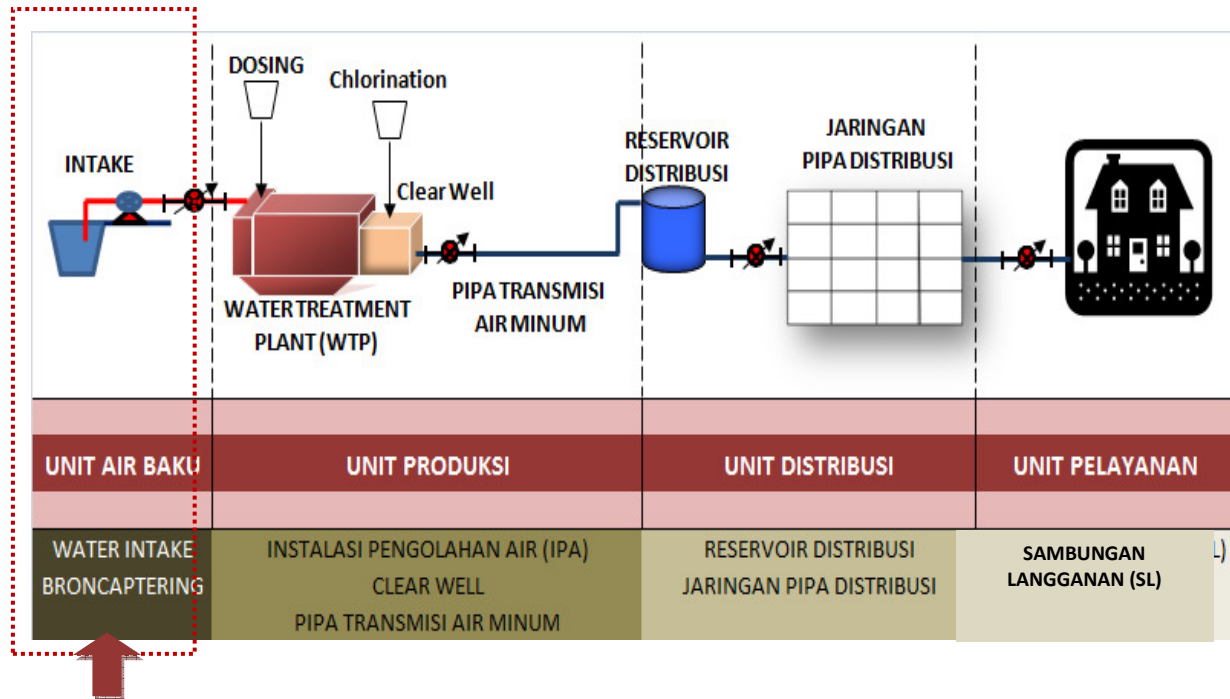 DOSING
Chlorination
INTAKE
Clear Well
WATER TREATMENT
PLANT (WTP)
PIPA TRANSMISI
AIR MINUM
RESERVOIR
DISTRIBUSI
JARINGAN
PIPA DISTRIBUSI
UNIT AIR BAKU
UNIT PRODUKSI
UNIT DISTRIBUSI
UNIT PELAYANAN
WATER INTAKE
BRONCAPTERING
INSTALASI PENGOLAHAN AIR (IPA)
CLEAR WELL
PIPA TRANSMISI AIR MINUM
RESERVOIR DISTRIBUSI
JARINGAN PIPA DISTRIBUSI
SAMBUNGAN
LANGGANAN (SL)
L)